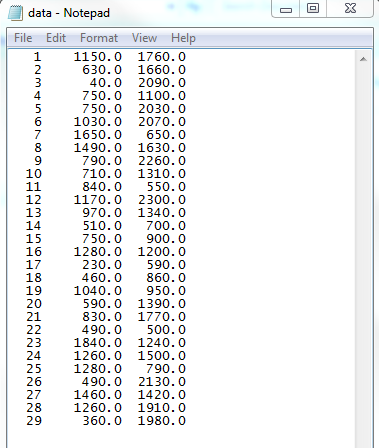 data - Notepad
File Edit Format View Help
1 1150.0 1760.0
2 630.0 1660.0
3 40.0 2090.0
4 750.0 1100.0
5 750.0 2030.0
6 1030.0 2070.0
7 1650.0 650.0
8 1490.0 1630.0
9 790.0 2260.0
10 710.0 1310.0
11 840.0 550.0
12 1170.0 2300.0
13 970.0 1340.0
14 510.0 700.0
15 750.0 900.0
16 1280.0 1200.0
17 230.0 590.0
18 460.0 860.0
19 1040.0 950.0
20 590.0 1390.0
21 830.0 1770.0
22 490.0 500.0
23 1840.0 1240.0
24 1260.0 1500.0
25 1280.0 790.0
26 490.0 2130.0
27 1460.0 1420.0
28 1260.0 1910.0
29 360.0 1980.0